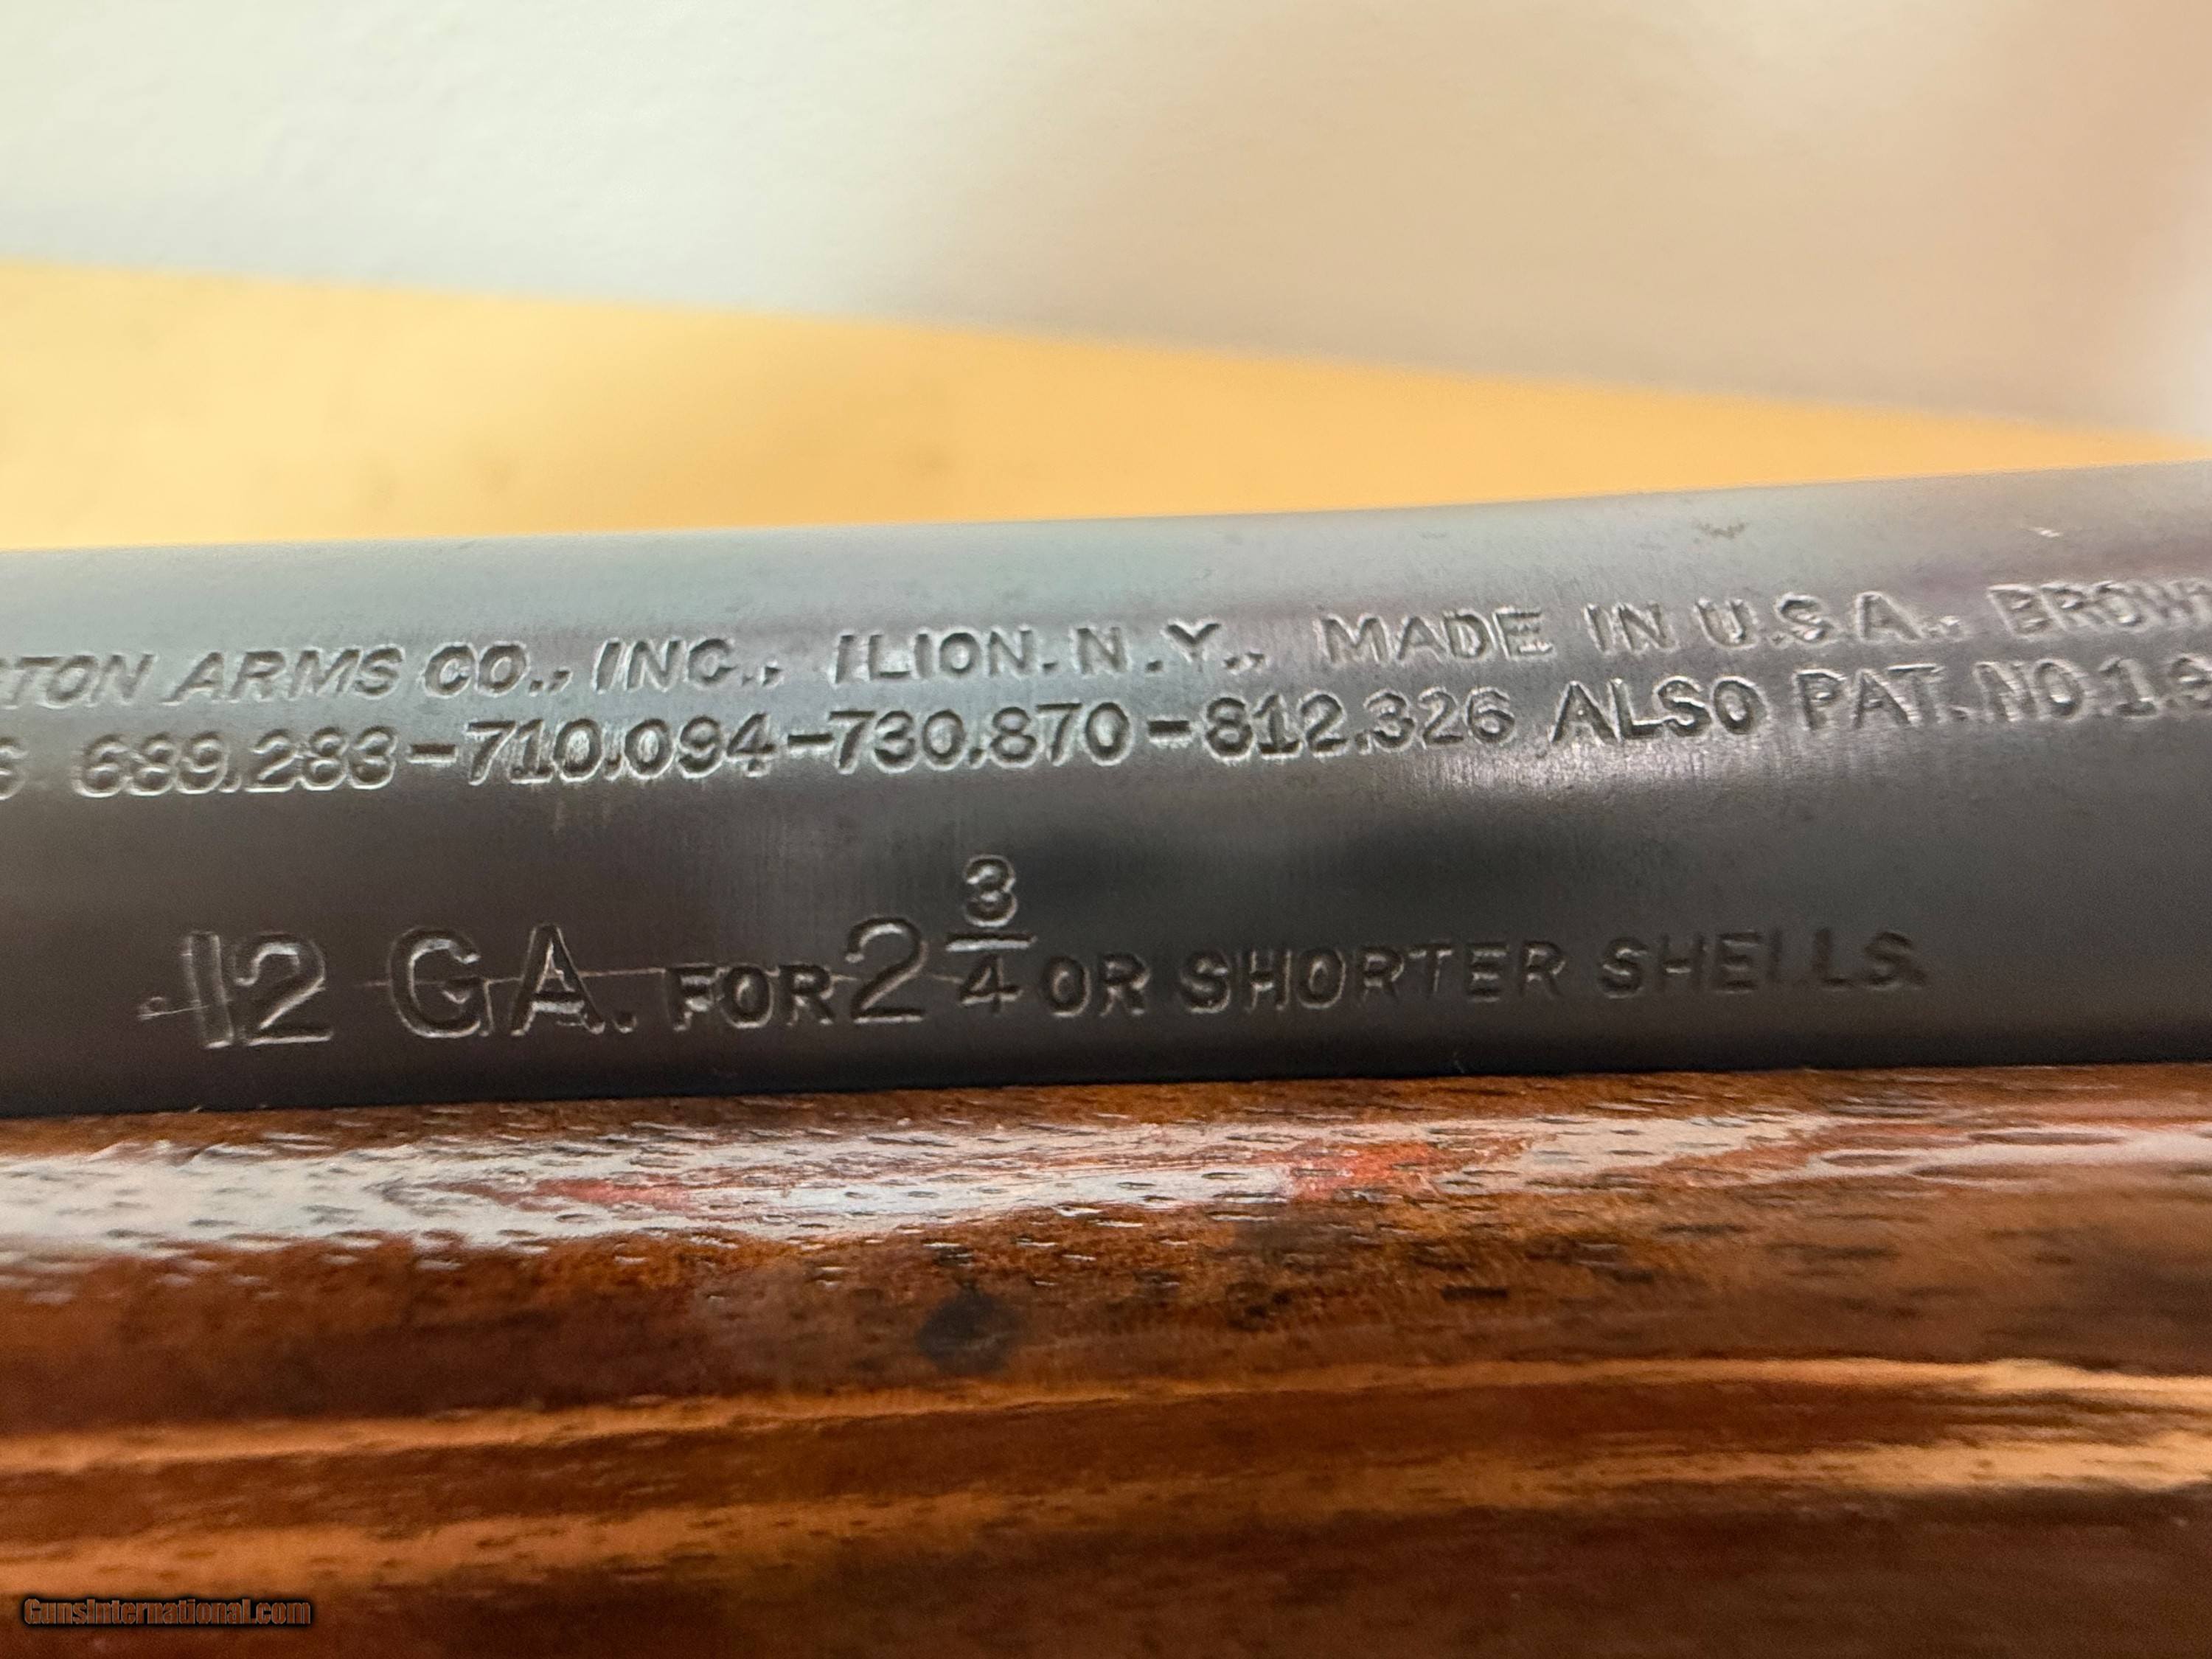 TON ARMS CO., INC., ILION, N.Y., MADE IN U.S.A., BROW
S 689,283-710,094-730,870-812,326 ALSO PAT. NO.1,9
12 GA. FOR 2 3/4 OR SHORTER SHELLS.
GunsInternational.com